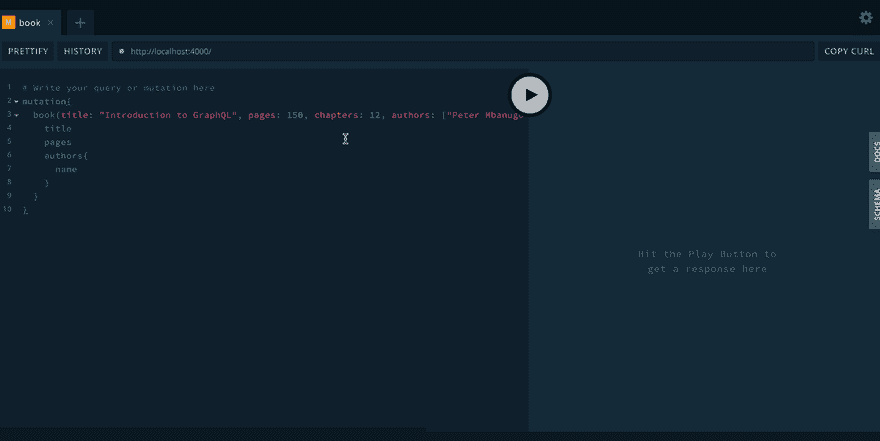 M book ×
+
PRETTIFY HISTORY http://localhost:4000/ COPY CURL
1 # Write your query or mutation here
2 mutation{
3 book(title: "Introduction to GraphQL", pages: 150, chapters: 12, authors: ["Peter Mbanugo
4 title
5 pages
6 authors{
7 name
8 }
9 }
10 }
Hit the Play Button to
get a response here
DOCS
SCHEMA